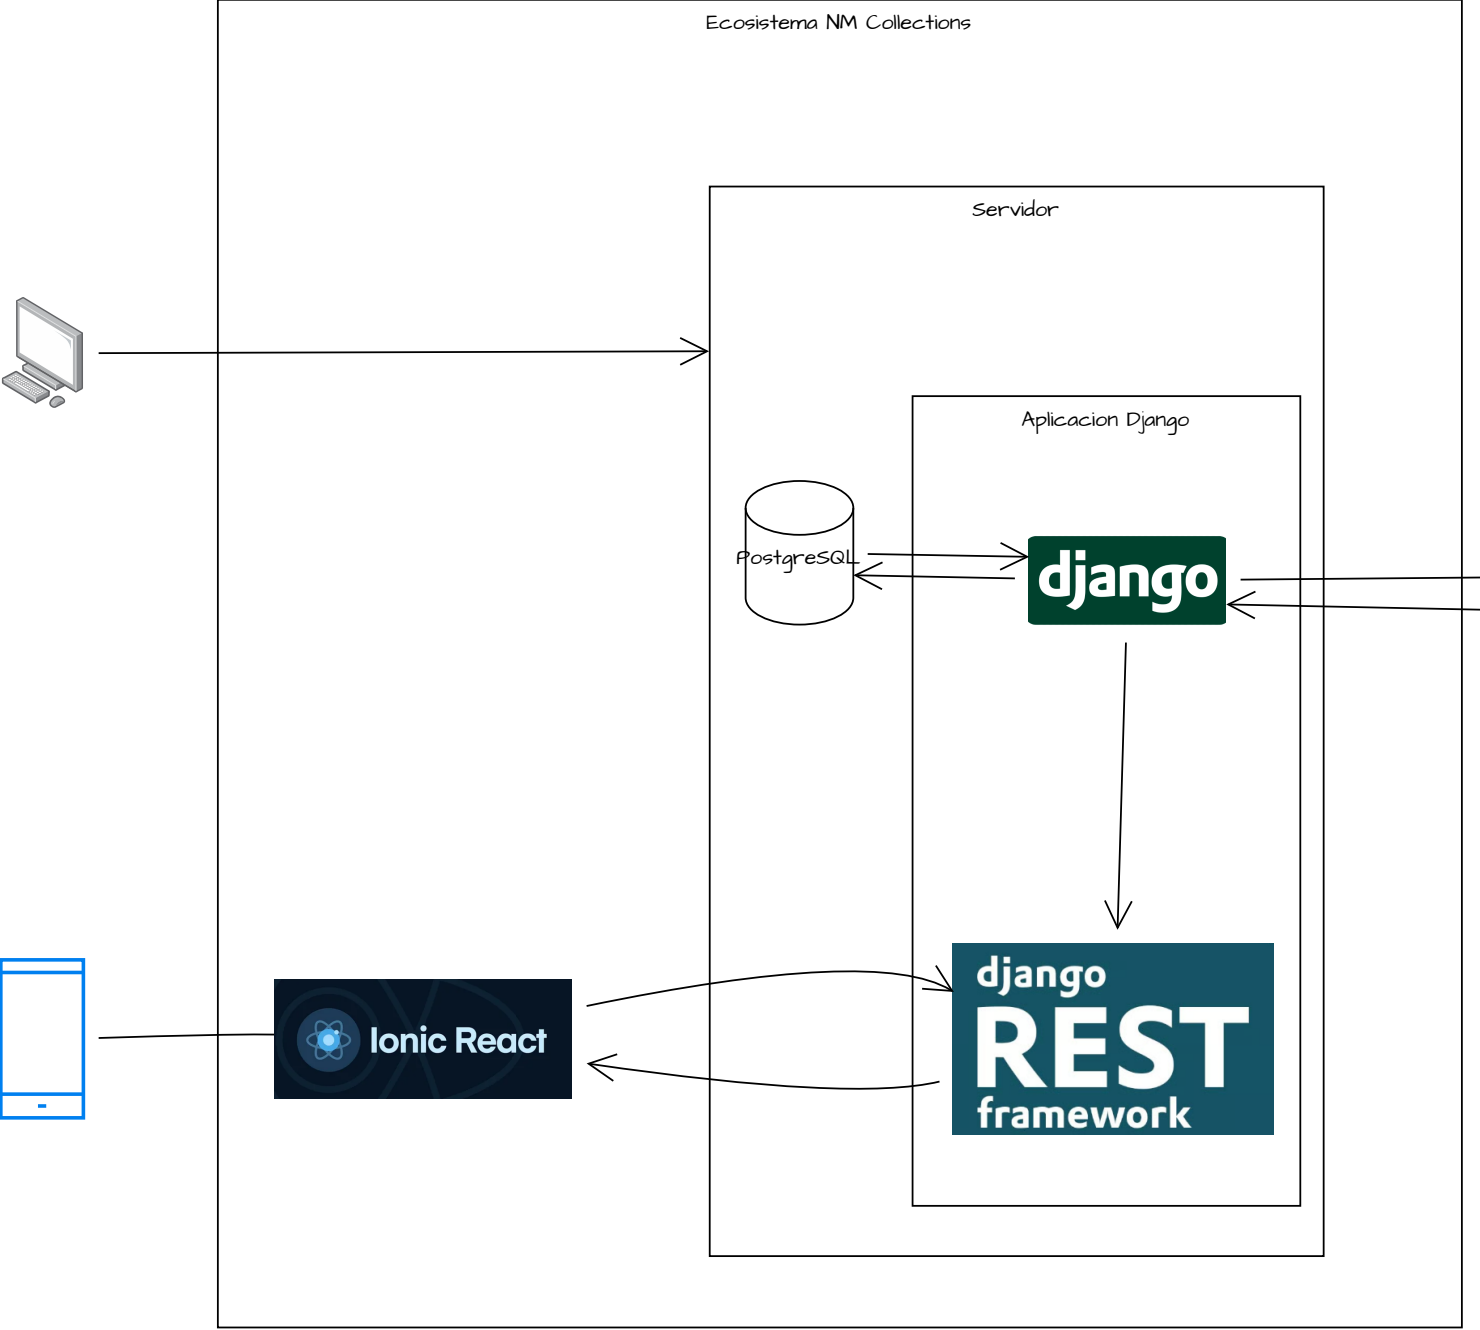 Ecosistema NM Collections
Servidor
Aplicacion Django
PostgreSQL
django
Ionic React
django
REST
framework